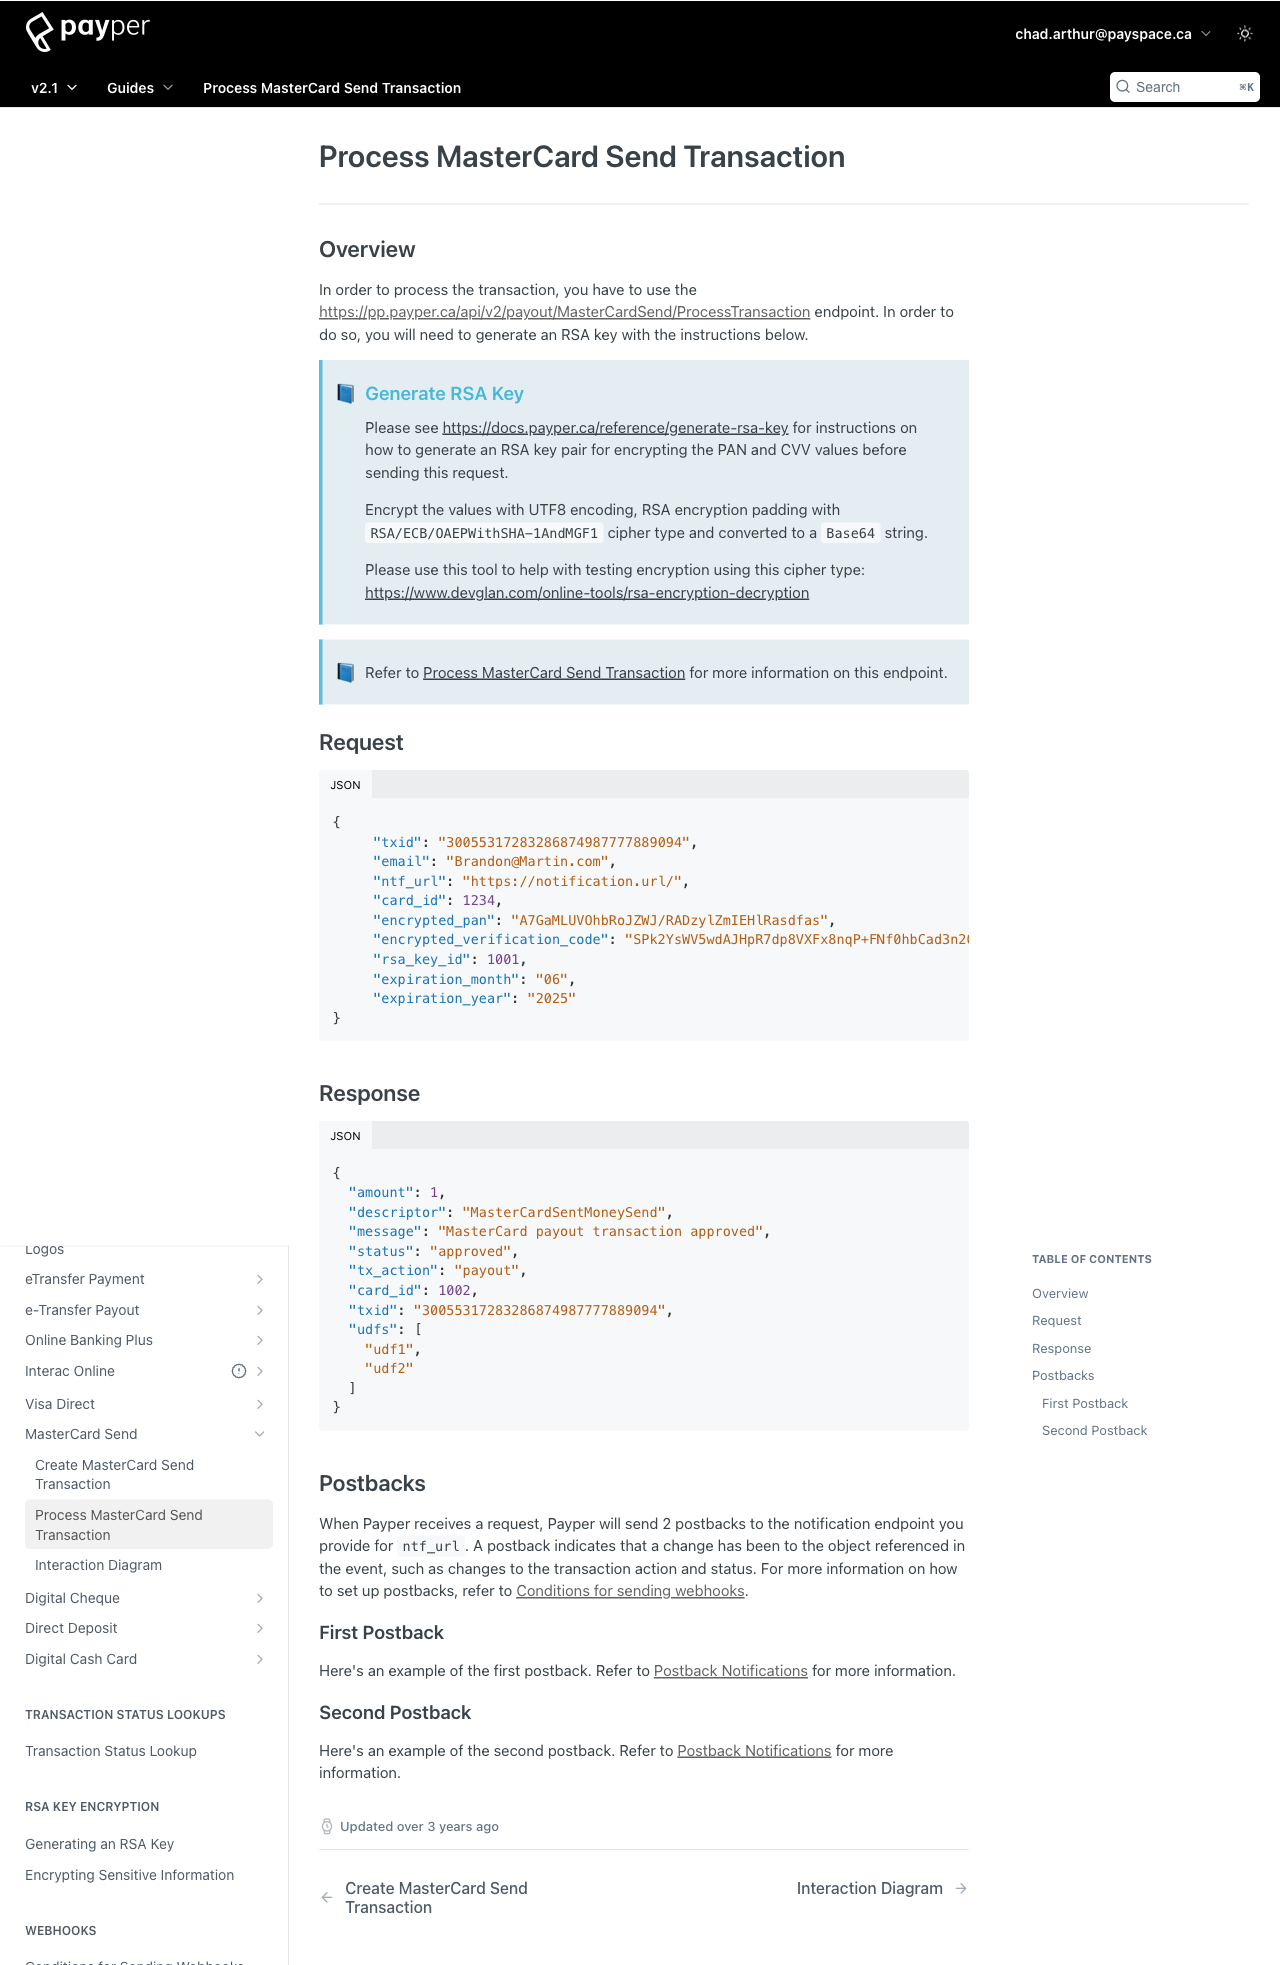 payper
chad.arthur@payspace.ca
v2.1 Guides Process MasterCard Send Transaction Search ⌘K
Process MasterCard Send Transaction
Overview
In order to process the transaction, you have to use the
https://pp.payper.ca/api/v2/payout/MasterCardSend/ProcessTransaction endpoint. In order to
do so, you will need to generate an RSA key with the instructions below.
Generate RSA Key
Please see https://docs.payper.ca/reference/generate-rsa-key for instructions on
how to generate an RSA key pair for encrypting the PAN and CVV values before
sending this request.
Encrypt the values with UTF8 encoding, RSA encryption padding with
RSA/ECB/OAEPWithSHA-1AndMGF1 cipher type and converted to a Base64 string.
Please use this tool to help with testing encryption using this cipher type:
https://www.devglan.com/online-tools/rsa-encryption-decryption
Refer to Process MasterCard Send Transaction for more information on this endpoint.
Request
JSON
{
"txid": "30055317283286874987777889094",
"email": "Brandon@Martin.com",
"ntf_url": "https://notification.url/",
"card_id": 1234,
"encrypted_pan": "A7GaMLUVOhbRoJZWJ/RADzylZmIEHlRasdfas",
"encrypted_verification_code": "SPk2YsWV5wdAJHpR7dp8VXFx8nqP+FNf0hbCad3n2
"rsa_key_id": 1001,
"expiration_month": "06",
"expiration_year": "2025"
}
Response
JSON
{
"amount": 1,
"descriptor": "MasterCardSentMoneySend",
"message": "MasterCard payout transaction approved",
"status": "approved",
"tx_action": "payout",
"card_id": 1002,
"txid": "30055317283286874987777889094",
"udfs": [
"udf1",
"udf2"
]
}
Postbacks
When Payper receives a request, Payper will send 2 postbacks to the notification endpoint you
provide for ntf_url. A postback indicates that a change has been to the object referenced in
the event, such as changes to the transaction action and status. For more information on how
to set up postbacks, refer to Conditions for sending webhooks.
First Postback
Here's an example of the first postback. Refer to Postback Notifications for more information.
Second Postback
Here's an example of the second postback. Refer to Postback Notifications for more
information.
Updated over 3 years ago
Create MasterCard Send
Transaction
Interaction Diagram
Logos
eTransfer Payment
e-Transfer Payout
Online Banking Plus
Interac Online
Visa Direct
MasterCard Send
Create MasterCard Send
Transaction
Process MasterCard Send
Transaction
Interaction Diagram
Digital Cheque
Direct Deposit
Digital Cash Card
TRANSACTION STATUS LOOKUPS
Transaction Status Lookup
RSA KEY ENCRYPTION
Generating an RSA Key
Encrypting Sensitive Information
WEBHOOKS
Conditions for Sending Webhooks
TABLE OF CONTENTS
Overview
Request
Response
Postbacks
First Postback
Second Postback